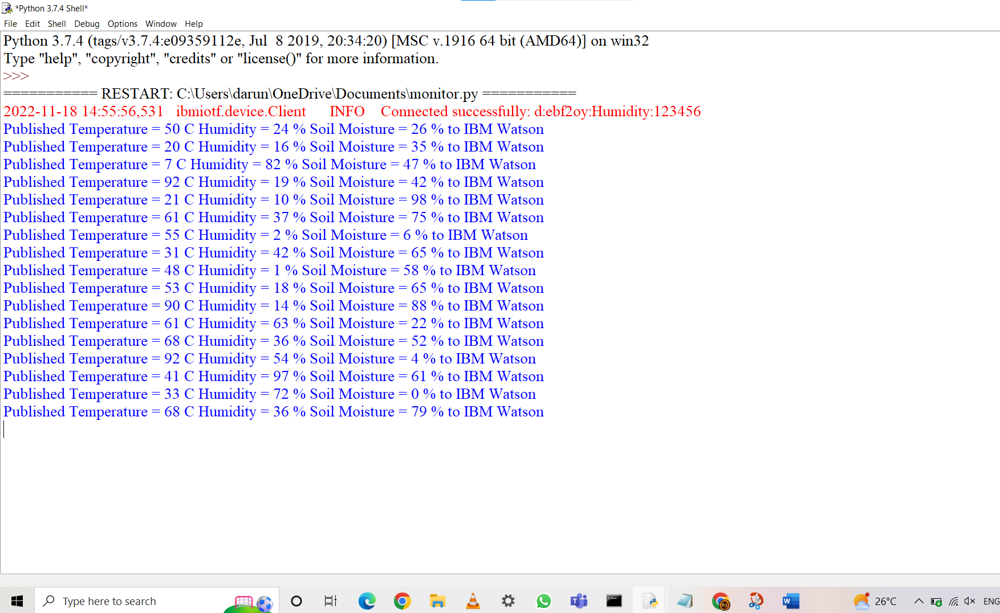 *Python 3.7.4 Shell*
File Edit Shell Debug Options Window Help
Python 3.7.4 (tags/v3.7.4:e09359112e, Jul  8 2019, 20:34:20) [MSC v.1916 64 bit (AMD64)] on win32
Type "help", "copyright", "credits" or "license()" for more information.
>>>
=========== RESTART: C:\Users\darun\OneDrive\Documents\monitor.py ===========
2022-11-18 14:55:56,531   ibmiotf.device.Client      INFO    Connected successfully: d:ebf2oy:Humidity:123456
Published Temperature = 50 C Humidity = 24 % Soil Moisture = 26 % to IBM Watson
Published Temperature = 20 C Humidity = 16 % Soil Moisture = 35 % to IBM Watson
Published Temperature = 7 C Humidity = 82 % Soil Moisture = 47 % to IBM Watson
Published Temperature = 92 C Humidity = 19 % Soil Moisture = 42 % to IBM Watson
Published Temperature = 21 C Humidity = 10 % Soil Moisture = 98 % to IBM Watson
Published Temperature = 61 C Humidity = 37 % Soil Moisture = 75 % to IBM Watson
Published Temperature = 55 C Humidity = 2 % Soil Moisture = 6 % to IBM Watson
Published Temperature = 31 C Humidity = 42 % Soil Moisture = 65 % to IBM Watson
Published Temperature = 48 C Humidity = 1 % Soil Moisture = 58 % to IBM Watson
Published Temperature = 53 C Humidity = 18 % Soil Moisture = 65 % to IBM Watson
Published Temperature = 90 C Humidity = 14 % Soil Moisture = 88 % to IBM Watson
Published Temperature = 61 C Humidity = 63 % Soil Moisture = 22 % to IBM Watson
Published Temperature = 68 C Humidity = 36 % Soil Moisture = 52 % to IBM Watson
Published Temperature = 92 C Humidity = 54 % Soil Moisture = 4 % to IBM Watson
Published Temperature = 41 C Humidity = 97 % Soil Moisture = 61 % to IBM Watson
Published Temperature = 33 C Humidity = 72 % Soil Moisture = 0 % to IBM Watson
Published Temperature = 68 C Humidity = 36 % Soil Moisture = 79 % to IBM Watson
Type here to search 26°C ENG